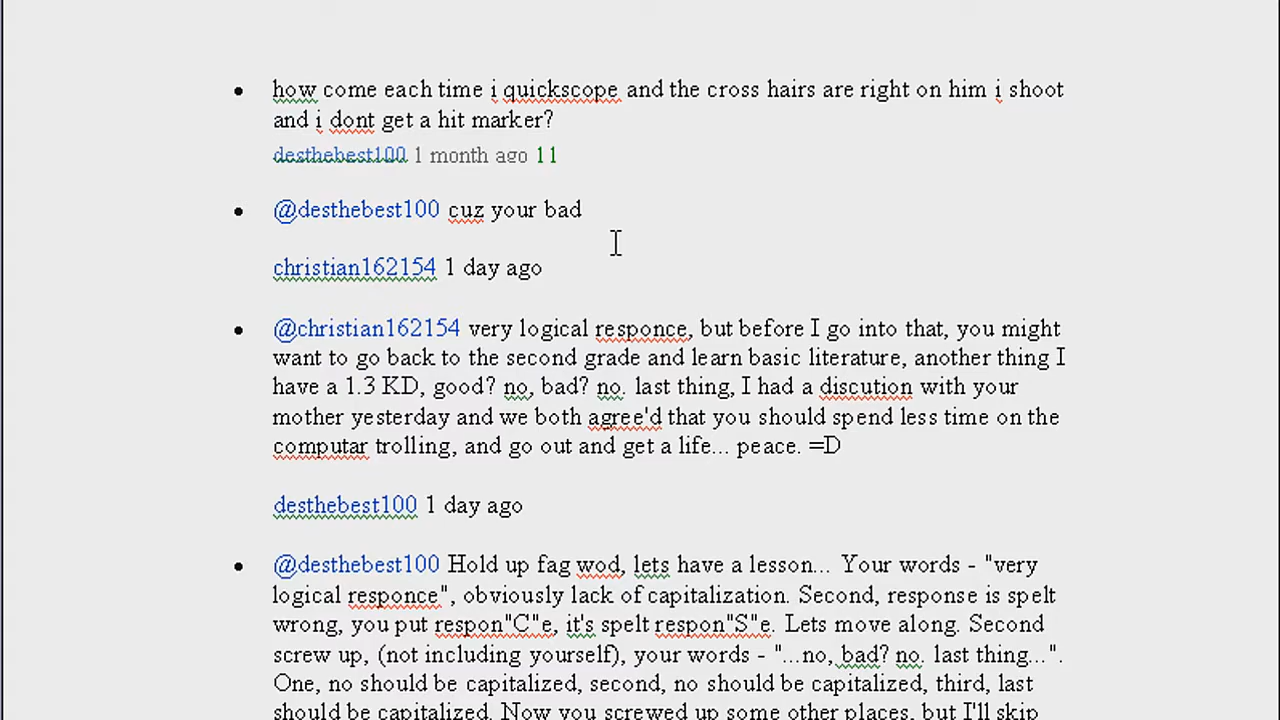 how come each time i quickscope and the cross hairs are right on him i shoot
and i dont get a hit marker?
desthebest100 1 month ago 11
@desthebest100 cuz your bad
christian162154 1 day ago
@christian162154 very logical responce, but before I go into that, you might
want to go back to the second grade and learn basic literature, another thing I
have a 1.3 KD, good? no, bad? no. last thing, I had a discution with your
mother yesterday and we both agree'd that you should spend less time on the
computar trolling, and go out and get a life... peace. =D
desthebest100 1 day ago
@desthebest100 Hold up fag wod, lets have a lesson... Your words - "very
logical responce", obviously lack of capitalization. Second, response is spelt
wrong, you put respon"C"e, it's spelt respon"S"e. Lets move along. Second
screw up, (not including yourself), your words - "...no, bad? no. last thing...".
One, no should be capitalized, second, no should be capitalized, third, last
should be capitalized. Now you screwed up some other places, but I'll skip